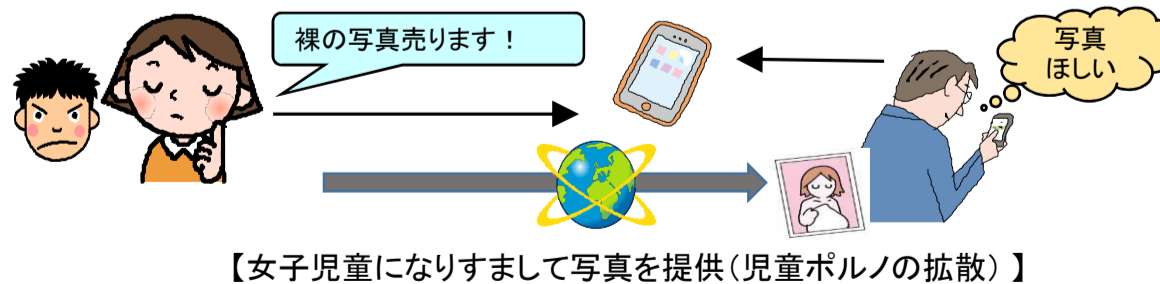 裸の写真売ります！
写真
ほしい
【女子児童になりすまして写真を提供（児童ポルノの拡散）】